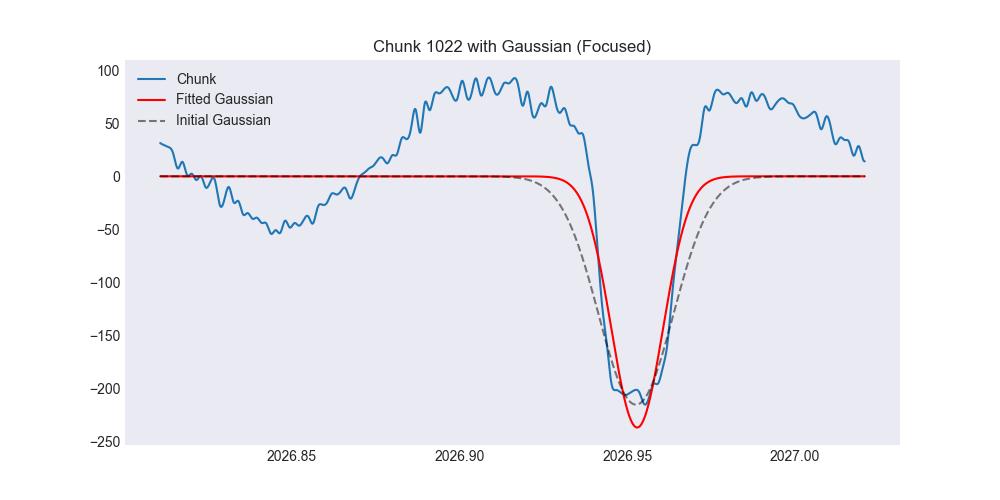 Chunk 1022 with Gaussian (Focused)
100
50
0
−50
−100
−150
−200
−250
Chunk
Fitted Gaussian
Initial Gaussian
2026.85 2026.90 2026.95 2027.00